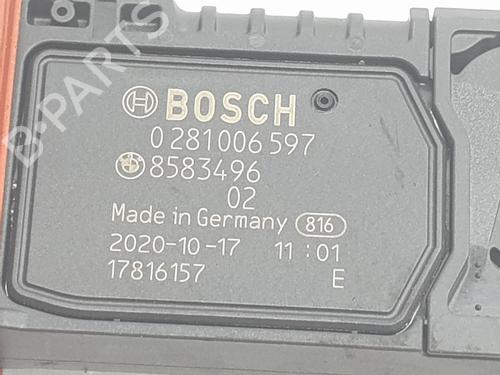 BOSCH
0 281 006 597
8583496
02
Made in Germany 816
2020-10-17 11:01
17816157 E
B-PARTS